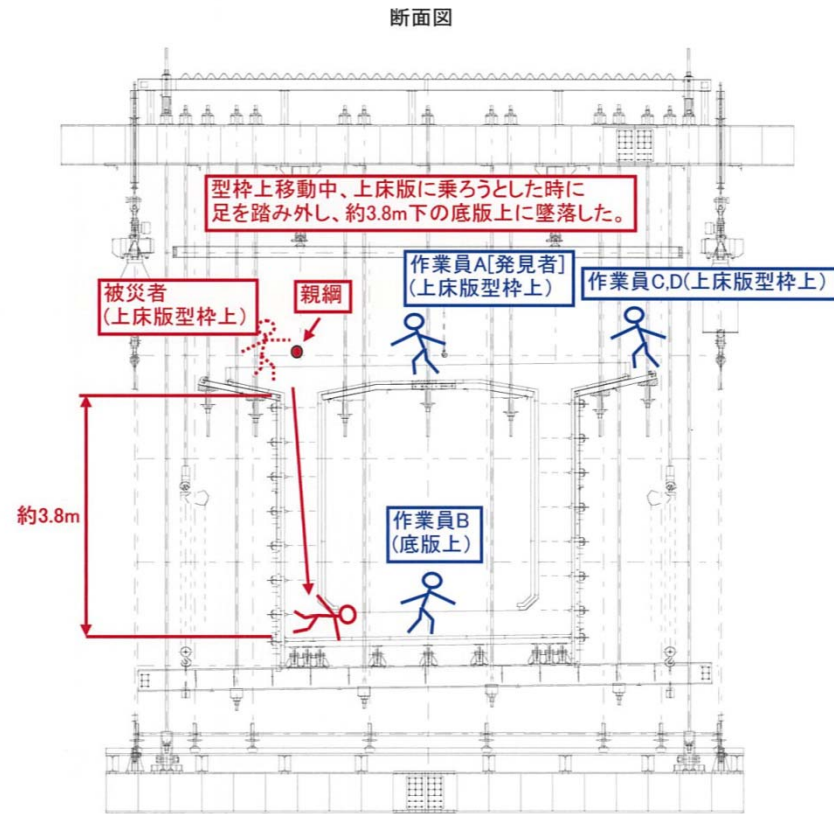 断面図
型枠上移動中、上床版に乗ろうとした時に
足を踏み外し、約3.8m下の底版上に墜落した。
被災者
(上床版型枠上)
親綱
作業員A[発見者]
(上床版型枠上)
作業員C,D(上床版型枠上)
約3.8m
作業員B
(底版上)